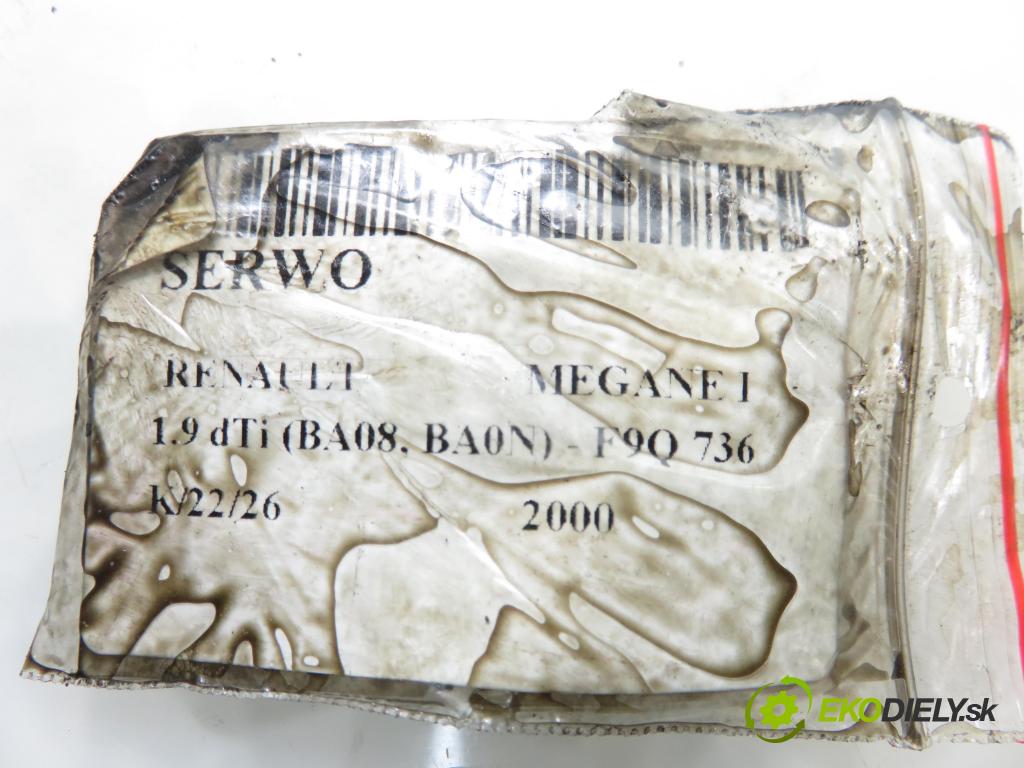 SERWO
RENAULT MEGANE I
1.9 dTi (BA08, BA0N) - F9Q 736
K/22/26 2000
EKODIELY.sk